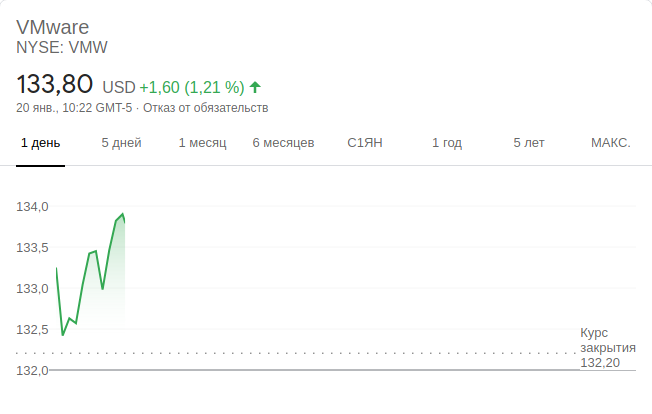 VMware
NYSE: VMW
133,80 USD +1,60 (1,21 %)
20 янв., 10:22 GMT-5 · Отказ от обязательств
1 день 5 дней 1 месяц 6 месяцев С1ЯН 1 год 5 лет МАКС.
134,0
133,5
133,0
132,5
132,0
Курс
закрытия
132,20